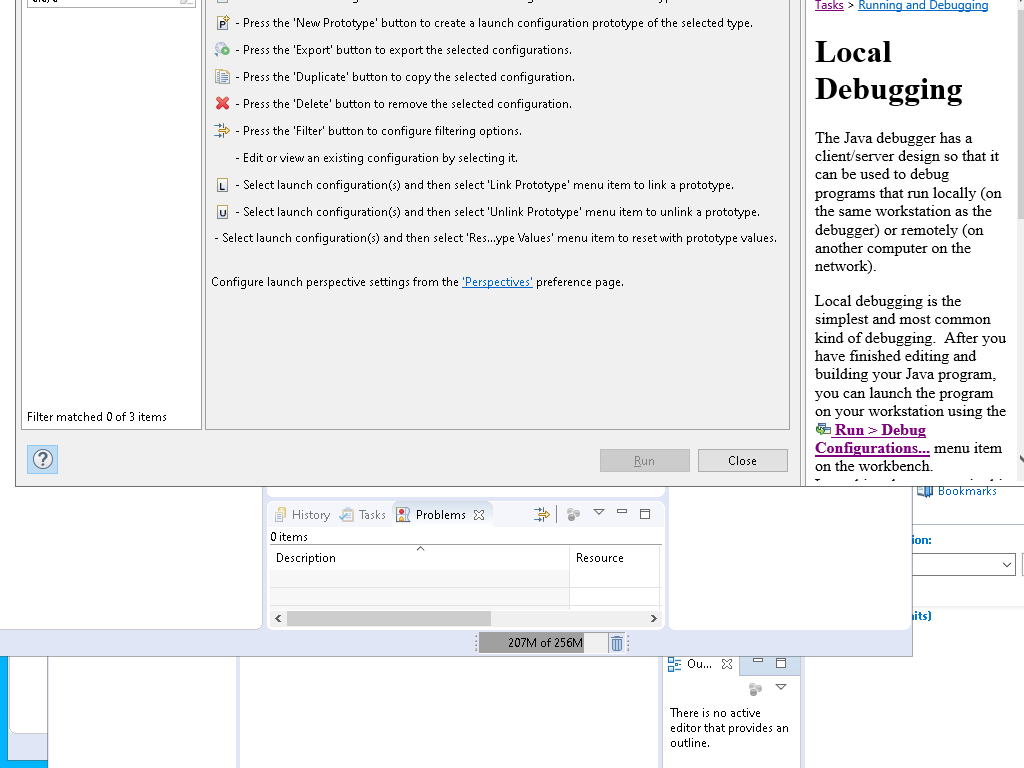 - Press the 'New Prototype' button to create a launch configuration prototype of the selected type.
- Press the 'Export' button to export the selected configurations.
- Press the 'Duplicate' button to copy the selected configuration.
- Press the 'Delete' button to remove the selected configuration.
- Press the 'Filter' button to configure filtering options.
- Edit or view an existing configuration by selecting it.
L - Select launch configuration(s) and then select 'Link Prototype' menu item to link a prototype.
U - Select launch configuration(s) and then select 'Unlink Prototype' menu item to unlink a prototype.
- Select launch configuration(s) and then select 'Res...ype Values' menu item to reset with prototype values.
Configure launch perspective settings from the 'Perspectives' preference page.
Filter matched 0 of 3 items
Run
Close
Tasks > Running and Debugging
Local
Debugging
The Java debugger has a
client/server design so that it
can be used to debug
programs that run locally (on
the same workstation as the
debugger) or remotely (on
another computer on the
network).
Local debugging is the
simplest and most common
kind of debugging. After you
have finished editing and
building your Java program,
you can launch the program
on your workstation using the
Run > Debug
Configurations... menu item
on the workbench.
Bookmarks
History
Tasks
Problems
0 items
Description
Resource
ion:
its)
207M of 256M
Ou...
There is no active
editor that provides an
outline.